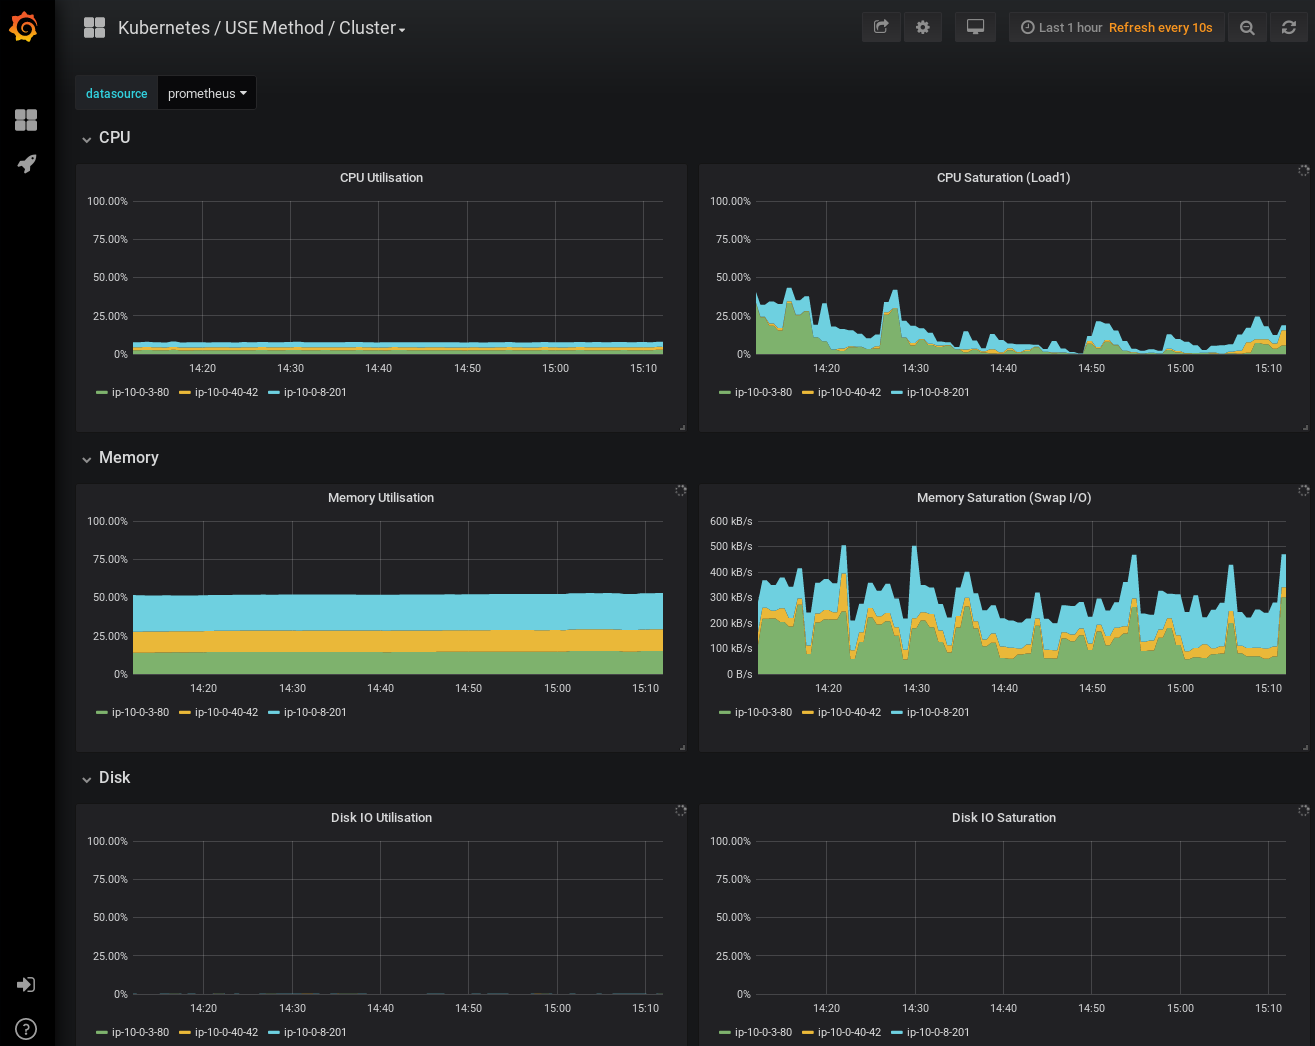 Kubernetes / USE Method / Cluster
Last 1 hour Refresh every 10s
datasource prometheus
CPU
CPU Utilisation
100.00%
75.00%
50.00%
25.00%
0%
14:20 14:30 14:40 14:50 15:00 15:10
ip-10-0-3-80 ip-10-0-40-42 ip-10-0-8-201
CPU Saturation (Load1)
100.00%
75.00%
50.00%
25.00%
0%
14:20 14:30 14:40 14:50 15:00 15:10
ip-10-0-3-80 ip-10-0-40-42 ip-10-0-8-201
Memory
Memory Utilisation
100.00%
75.00%
50.00%
25.00%
0%
14:20 14:30 14:40 14:50 15:00 15:10
ip-10-0-3-80 ip-10-0-40-42 ip-10-0-8-201
Memory Saturation (Swap I/O)
600 kB/s
500 kB/s
400 kB/s
300 kB/s
200 kB/s
100 kB/s
0 B/s
14:20 14:30 14:40 14:50 15:00 15:10
ip-10-0-3-80 ip-10-0-40-42 ip-10-0-8-201
Disk
Disk IO Utilisation
100.00%
75.00%
50.00%
25.00%
0%
14:20 14:30 14:40 14:50 15:00 15:10
ip-10-0-3-80 ip-10-0-40-42 ip-10-0-8-201
Disk IO Saturation
100.00%
75.00%
50.00%
25.00%
0%
14:20 14:30 14:40 14:50 15:00 15:10
ip-10-0-3-80 ip-10-0-40-42 ip-10-0-8-201